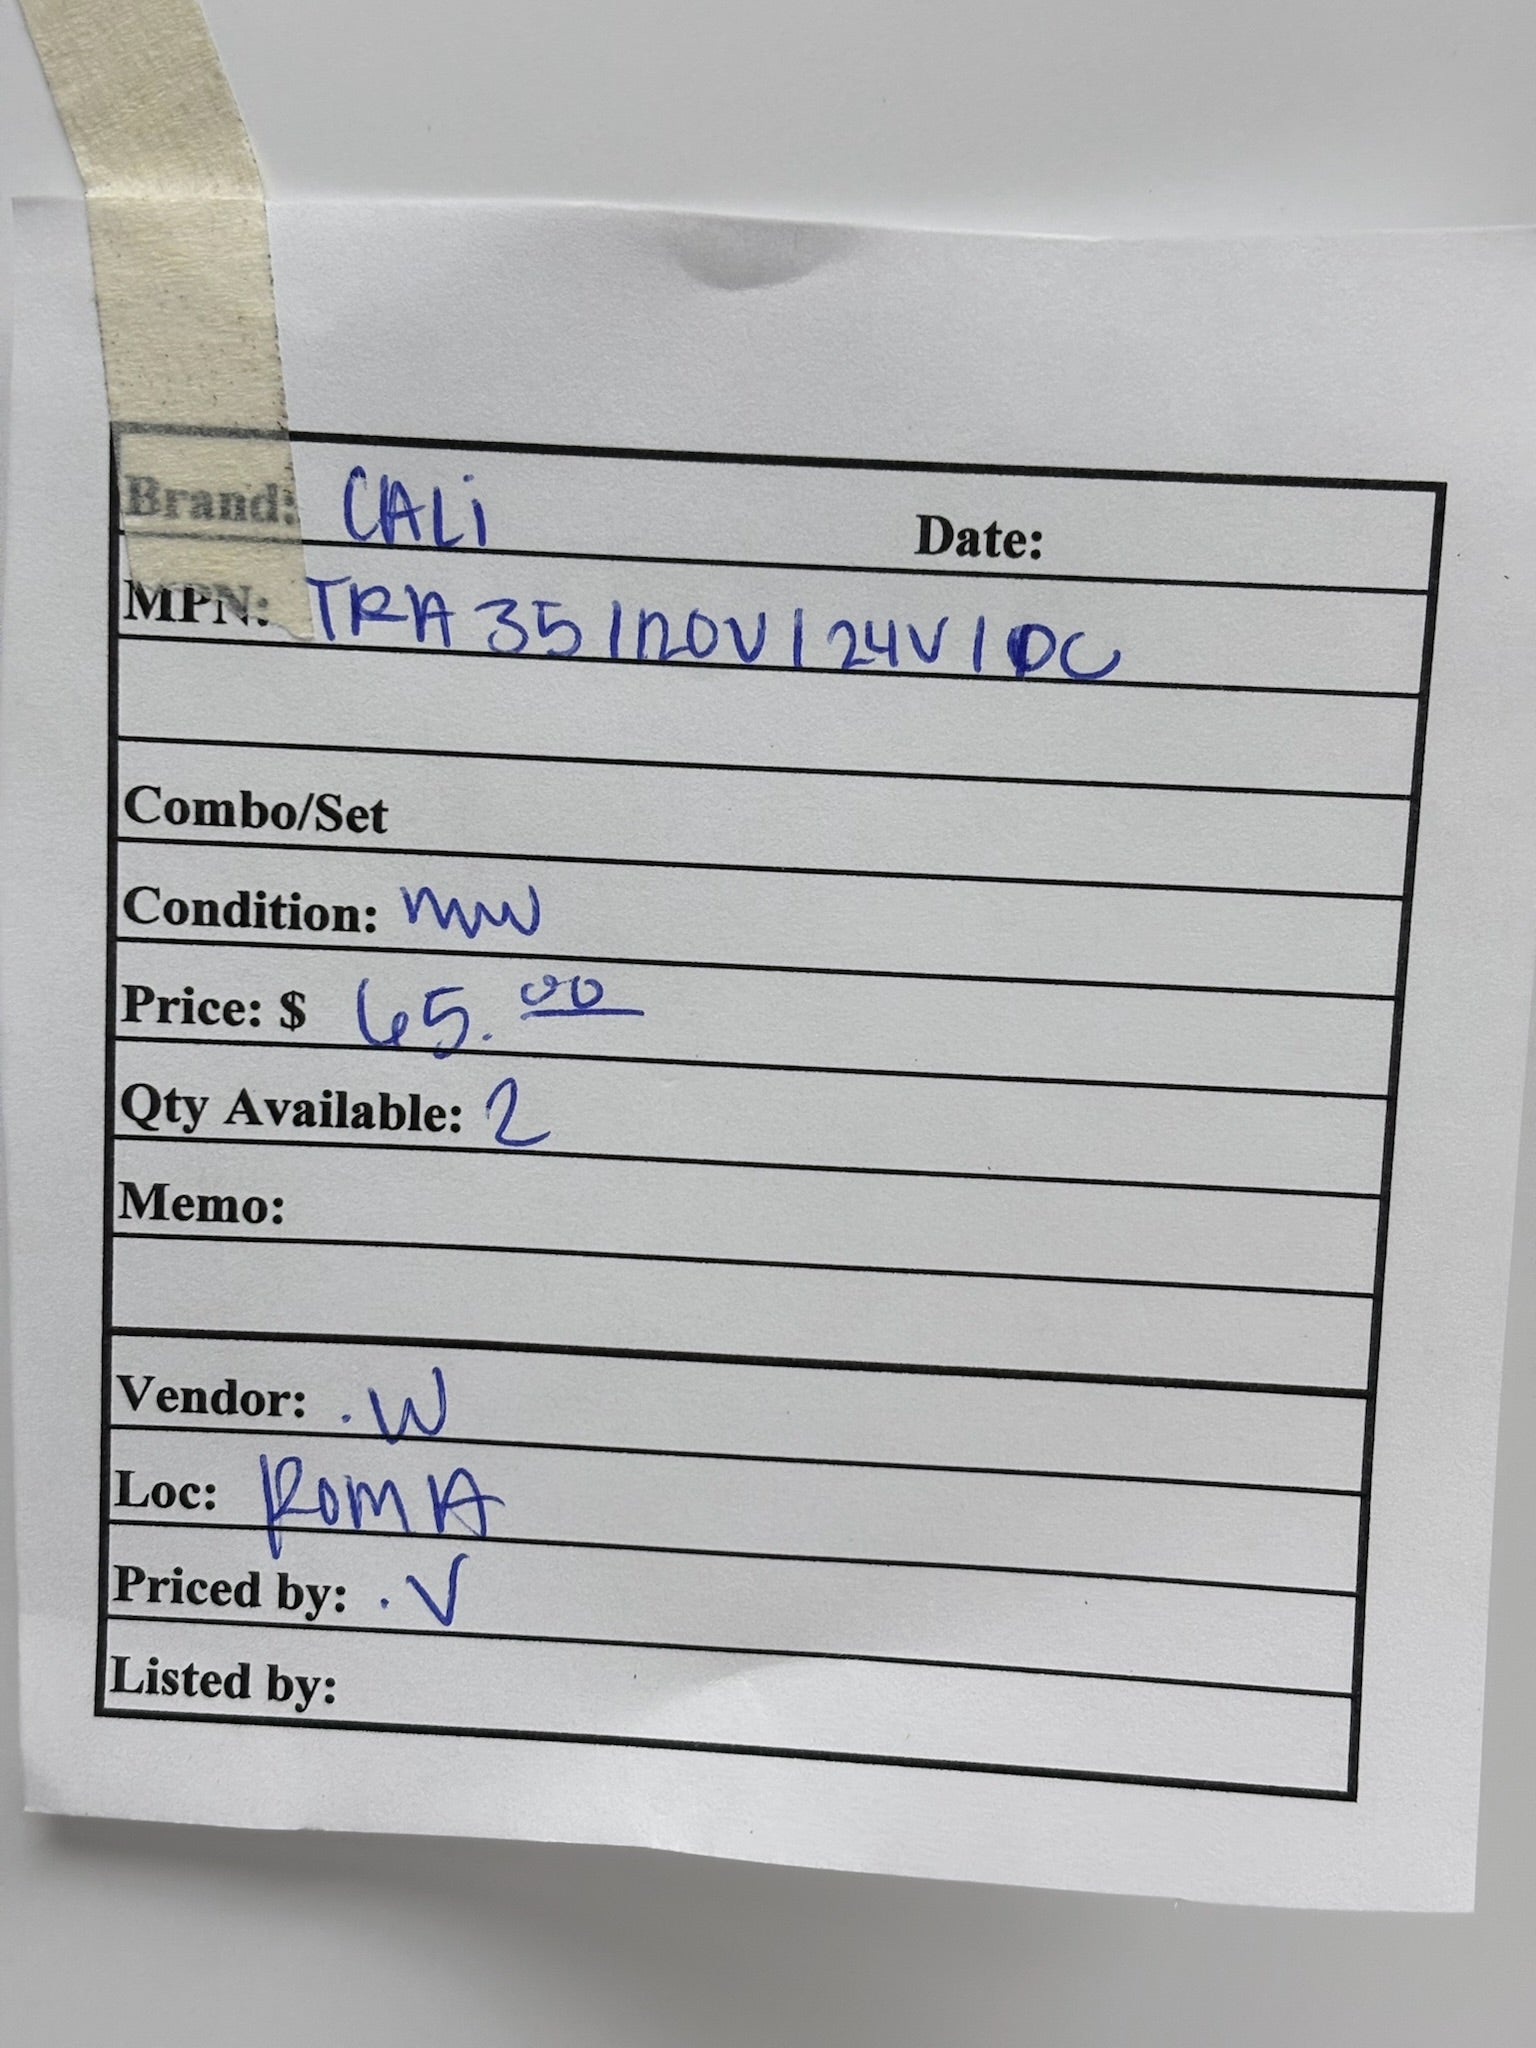 Brand: CALi Date:
MPN: TRA 35/120V/24V/DC
Combo/Set
Condition: nw
Price: $ 65.00
Qty Available: 2
Memo:
Vendor: .W
Loc: ROMA
Priced by: .V
Listed by: